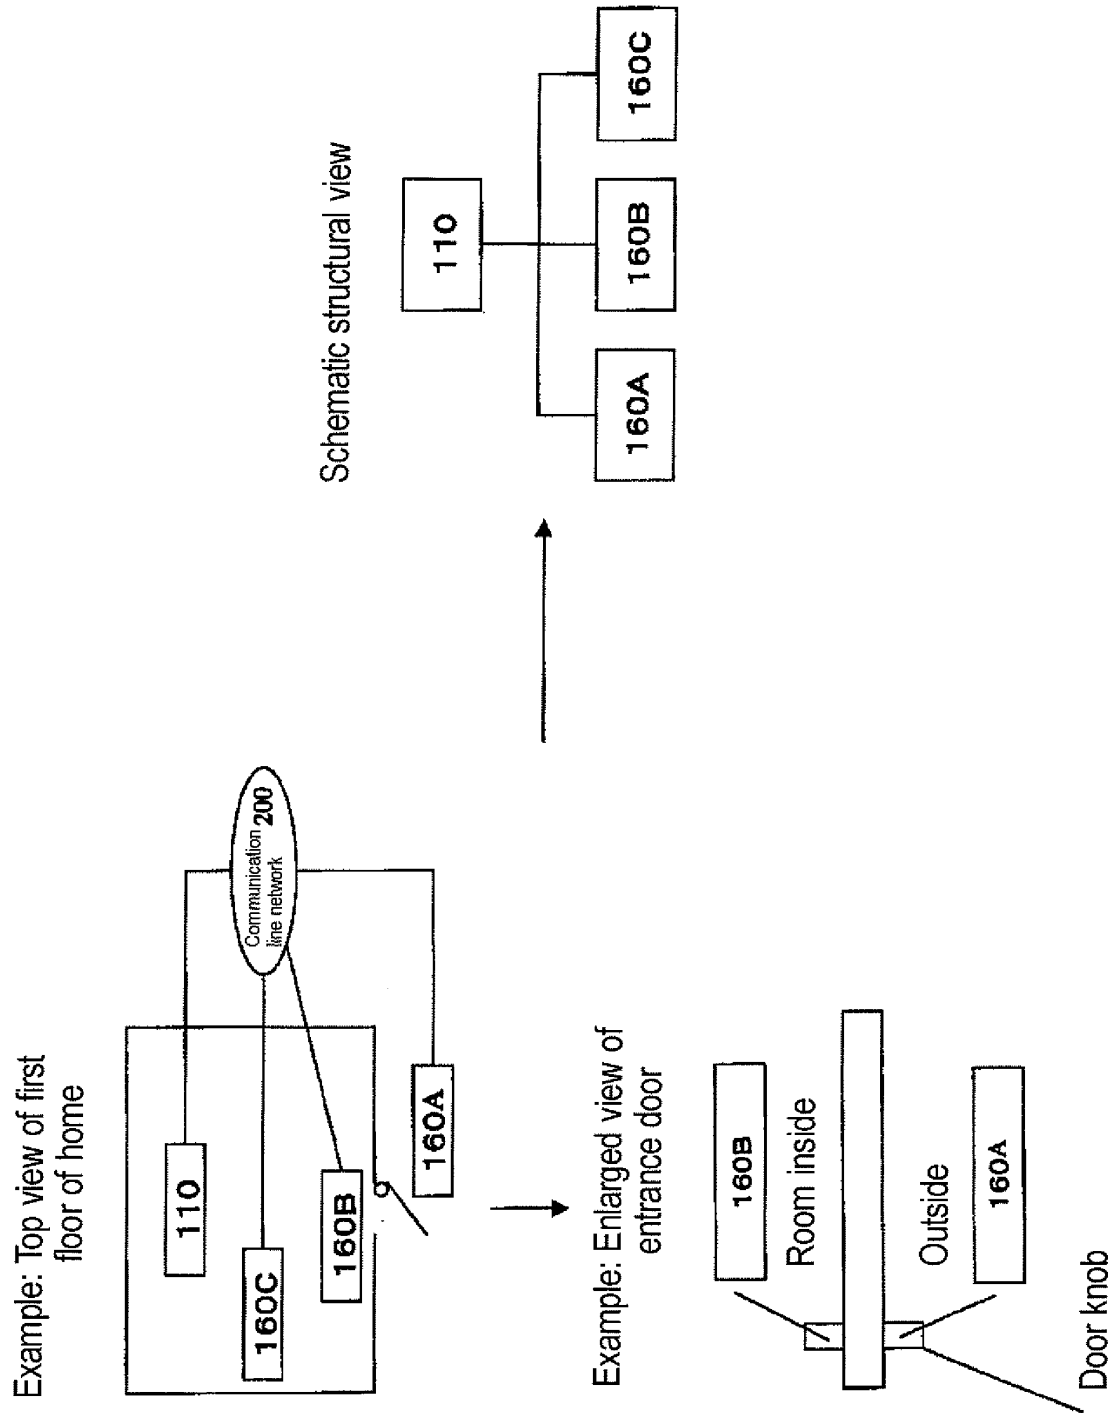 Example: Top view of first
floor of home
110
160C
160B
160A
Communication
line network
200
Example: Enlarged view of
entrance door
160B
Room inside
Outside
160A
Door knob
Schematic structural view
110
160A
160B
160C